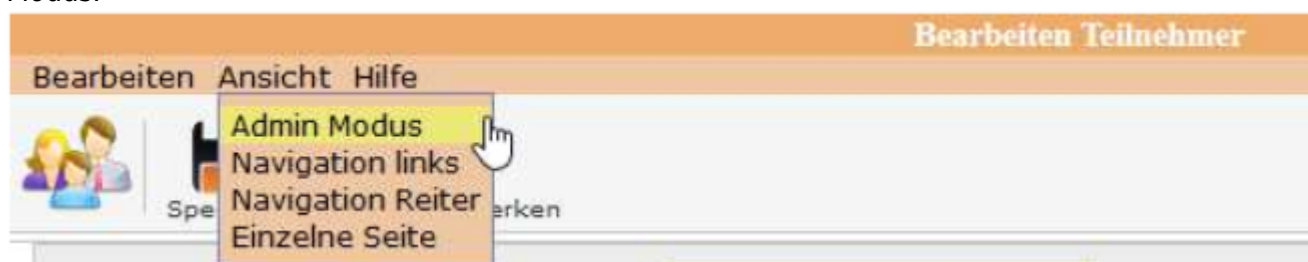 Bearbeiten Teilnehmer
Bearbeiten Ansicht Hilfe
Admin Modus
Navigation links
Navigation Reiter
Einzelne Seite